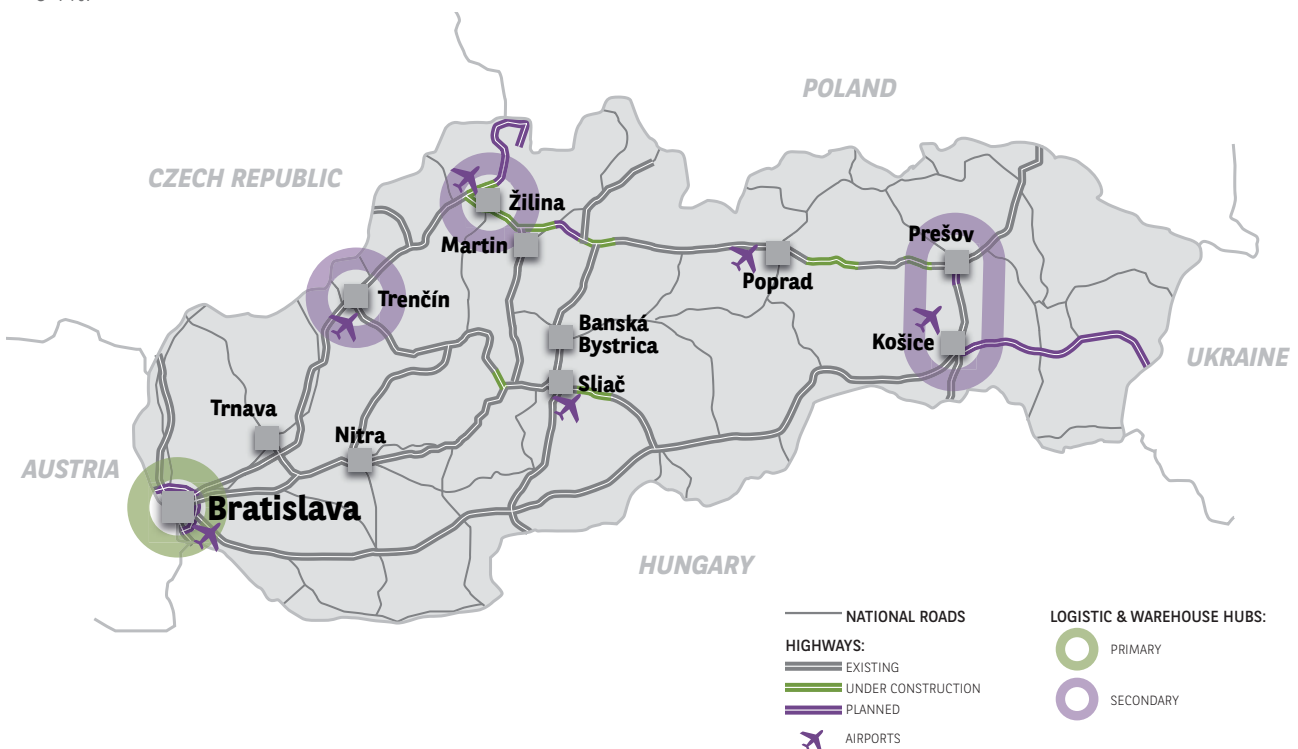 POLAND
CZECH REPUBLIC
Žilina
Martin
Prešov
Poprad
Trenčín
Banská
Bystrica
Košice
UKRAINE
Sliač
Trnava
Nitra
AUSTRIA
Bratislava
HUNGARY
NATIONAL ROADS
HIGHWAYS:
EXISTING
UNDER CONSTRUCTION
PLANNED
AIRPORTS
LOGISTIC & WAREHOUSE HUBS:
PRIMARY
SECONDARY